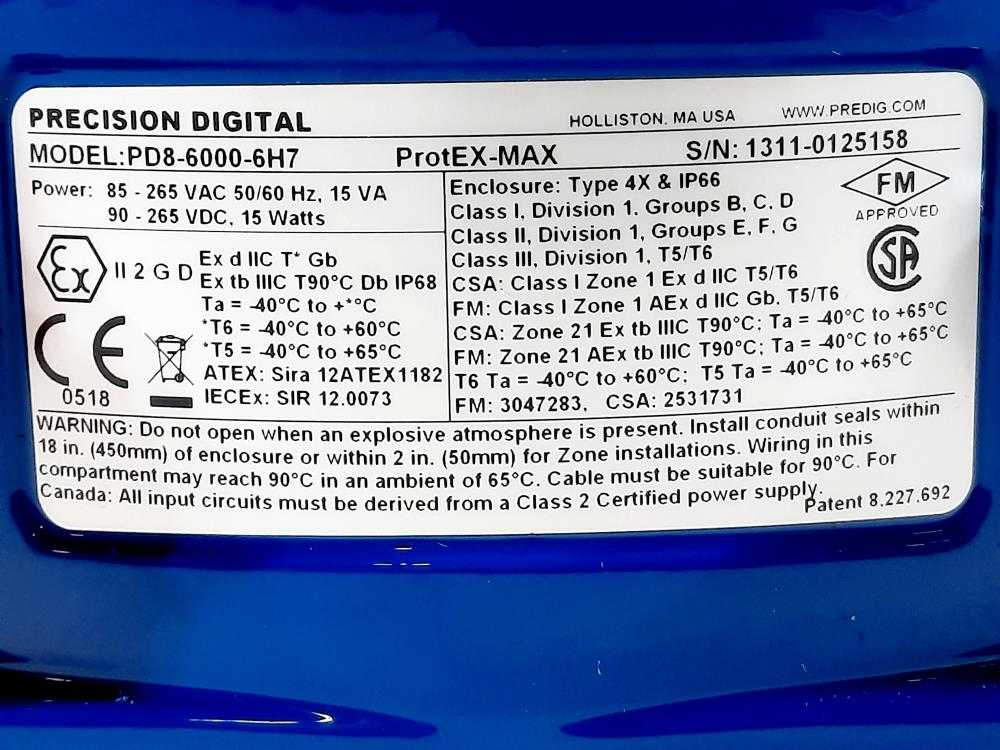 PRECISION DIGITAL
HOLLISTON, MA USA
WWW.PREDIG.COM
MODEL:PD8-6000-6H7
ProtEX-MAX
S/N: 1311-0125158
Power: 85 - 265 VAC 50/60 Hz, 15 VA
90 - 265 VDC, 15 Watts
Ex
II 2 G D
Ex d IIC T* Gb
Ex tb IIIC T90°C Db IP68
Ta = -40°C to +*°C
*T6 = -40°C to +60°C
*T5 = -40°C to +65°C
ATEX: Sira 12ATEX1182
IECEx: SIR 12.0073
CE
0518
Enclosure: Type 4X & IP66
Class I, Division 1, Groups B, C, D
Class II, Division 1, Groups E, F, G
Class III, Division 1, T5/T6
CSA: Class I Zone 1 Ex d IIC T5/T6
FM: Class I Zone 1 AEx d IIC Gb, T5/T6
CSA: Zone 21 Ex tb IIIC T90°C; Ta = -40°C to +65°C
FM: Zone 21 AEx tb IIIC T90°C; Ta = -40°C to +65°C
T6 Ta = -40°C to +60°C; T5 Ta = -40°C to +65°C
FM: 3047283, CSA: 2531731
FM
APPROVED
SA
WARNING: Do not open when an explosive atmosphere is present. Install conduit seals within
18 in. (450mm) of enclosure or within 2 in. (50mm) for Zone installations. Wiring in this
compartment may reach 90°C in an ambient of 65°C. Cable must be suitable for 90°C. For
Canada: All input circuits must be derived from a Class 2 Certified power supply.
Patent 8,227,692